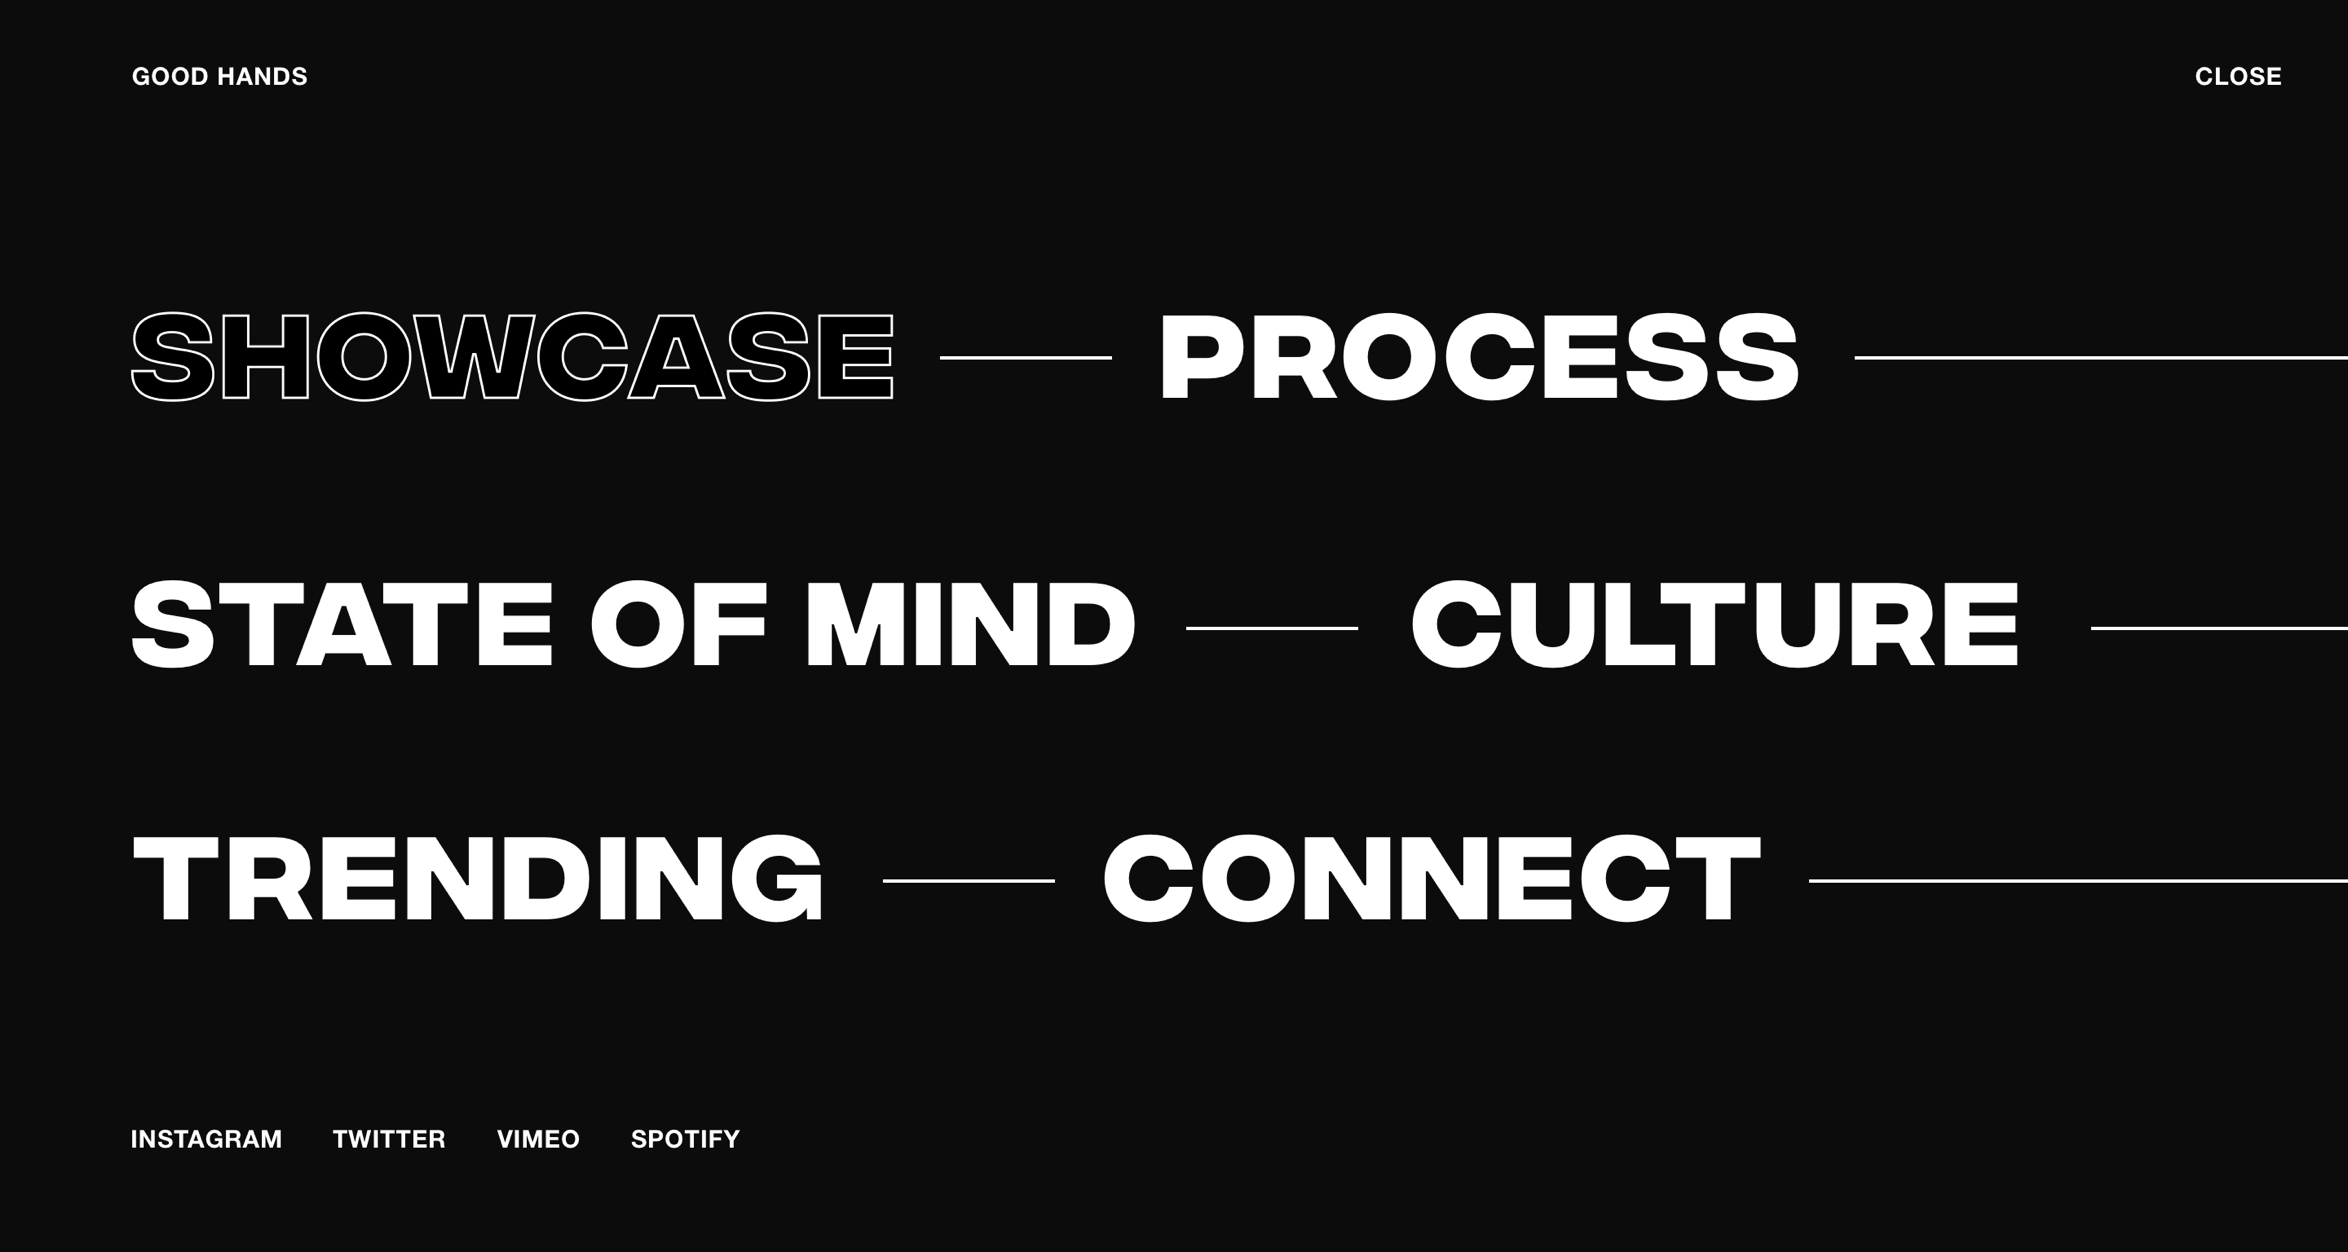 GOOD HANDS CLOSE
SHOWCASE PROCESS
STATE OF MIND CULTURE
TRENDING CONNECT
INSTAGRAM TWITTER VIMEO SPOTIFY